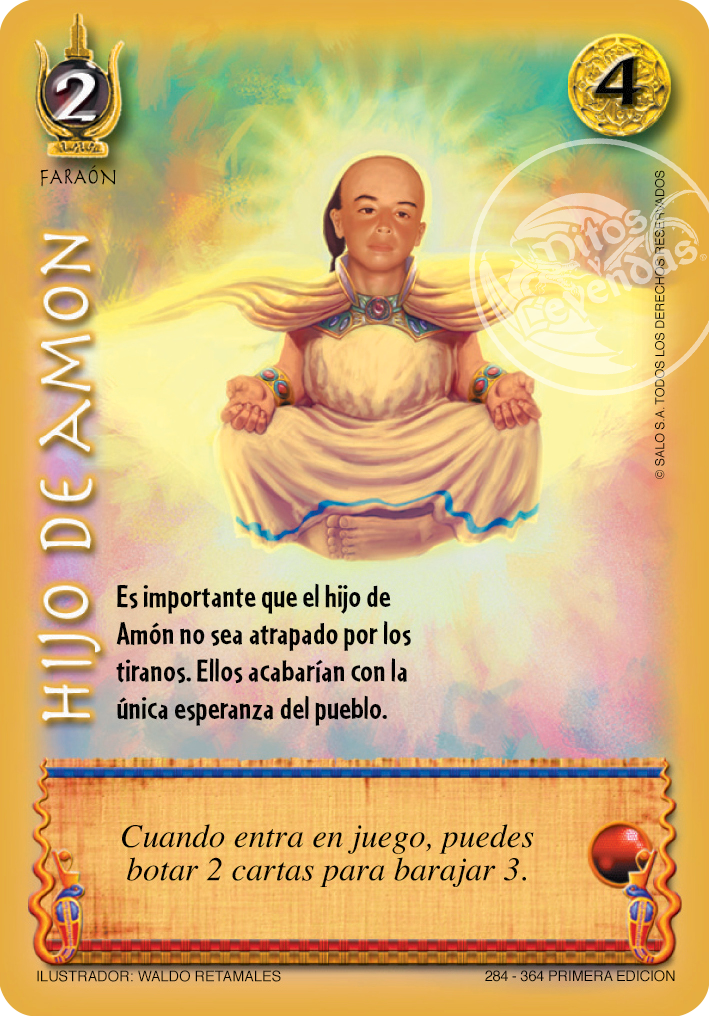 2
4
FARAÓN
HIJO DE AMON
Mitos
Leyendas
© SALO S.A. TODOS LOS DERECHOS RESERVADOS
Es importante que el hijo de
Amón no sea atrapado por los
tiranos. Ellos acabarían con la
única esperanza del pueblo.
Cuando entra en juego, puedes
botar 2 cartas para barajar 3.
ILUSTRADOR: WALDO RETAMALES
284 - 364 PRIMERA EDICION